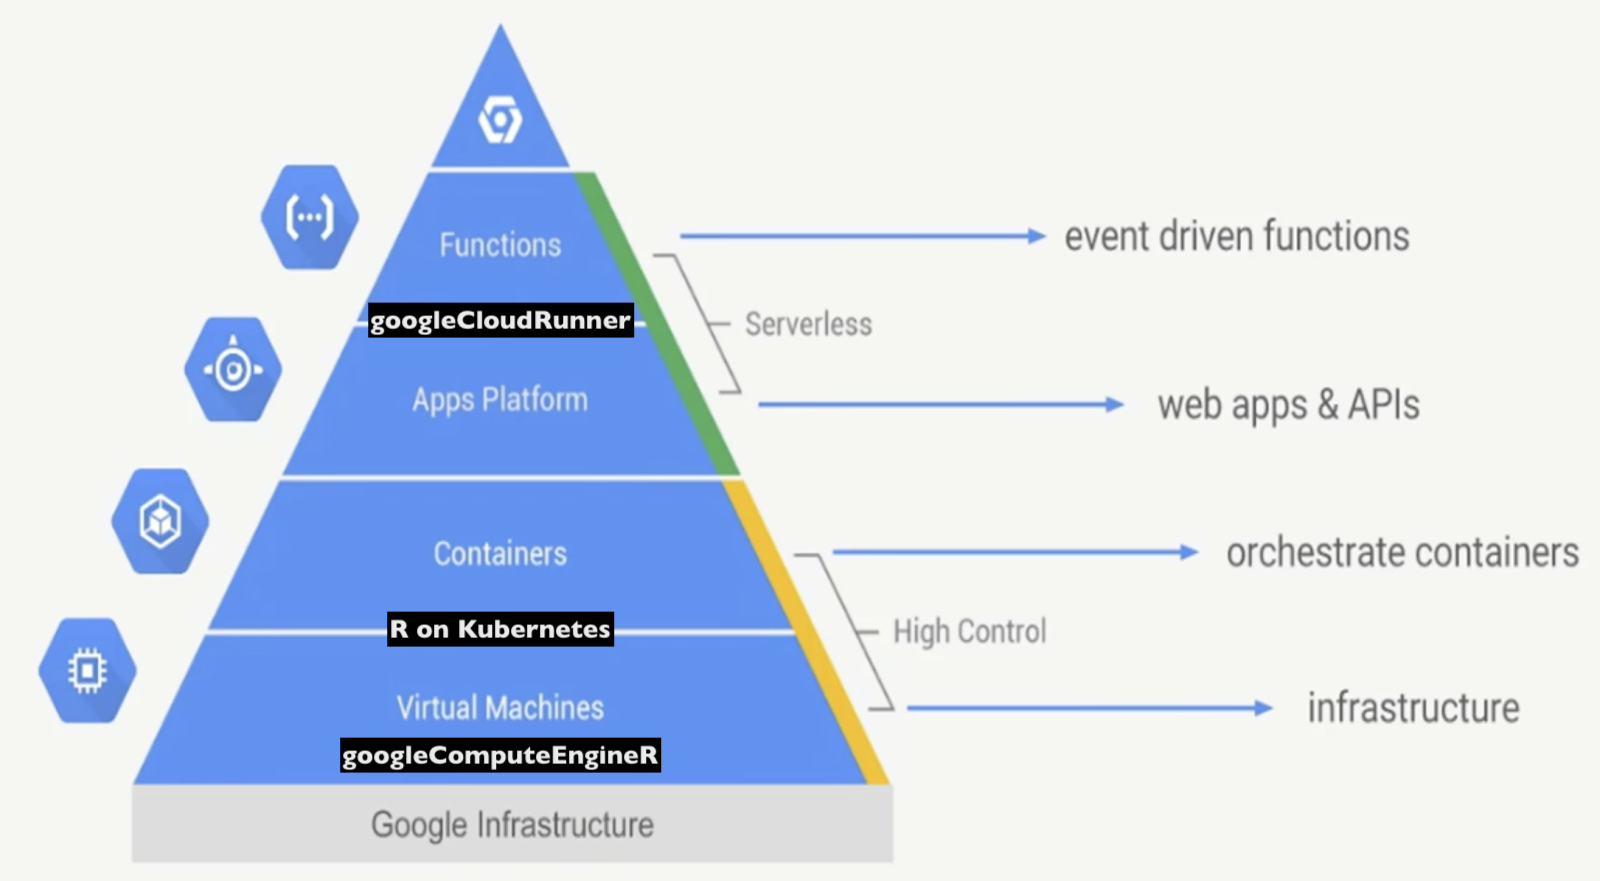 Functions
event driven functions
googleCloudRunner
Serverless
Apps Platform
web apps & APIs
Containers
orchestrate containers
R on Kubernetes
High Control
Virtual Machines
infrastructure
googleComputeEngineR
Google Infrastructure